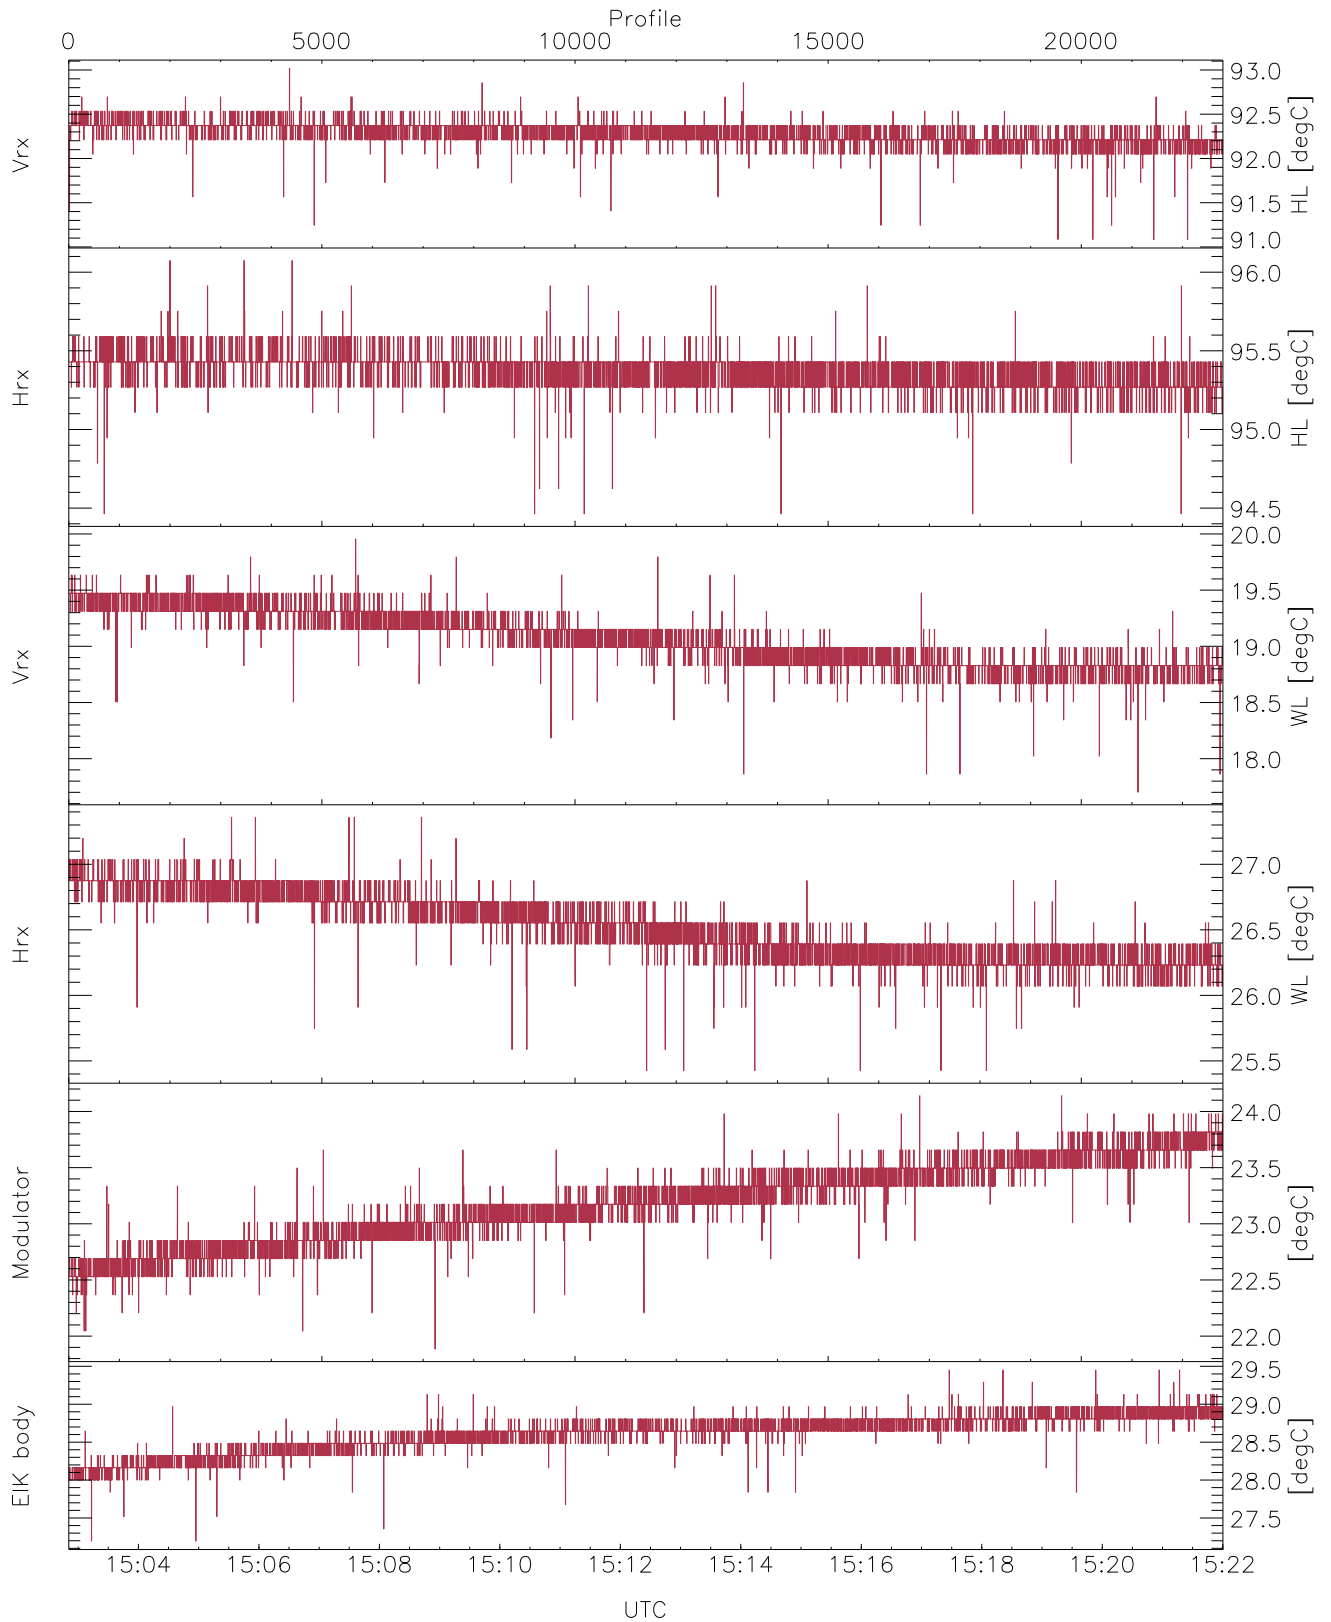 Profile
0 5000 10000 15000 20000
Vrx
93.0
92.5
92.0
91.5
91.0
HL [degC]
Hrx
96.0
95.5
95.0
94.5
HL [degC]
Vrx
20.0
19.5
19.0
18.5
18.0
WL [degC]
Hrx
27.0
26.5
26.0
25.5
WL [degC]
Modulator
24.0
23.5
23.0
22.5
22.0
[degC]
EIK body
29.5
29.0
28.5
28.0
27.5
[degC]
15:04 15:06 15:08 15:10 15:12 15:14 15:16 15:18 15:20 15:22
UTC